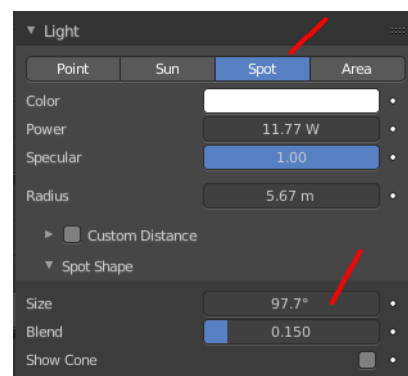 Light
Point Sun Spot Area
Color
Power 11.77 W
Specular 1.00
Radius 5.67 m
Custom Distance
Spot Shape
Size 97.7°
Blend 0.150
Show Cone